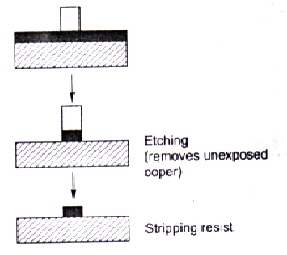 Etching
(removes unexposed
coper)
Stripping resist